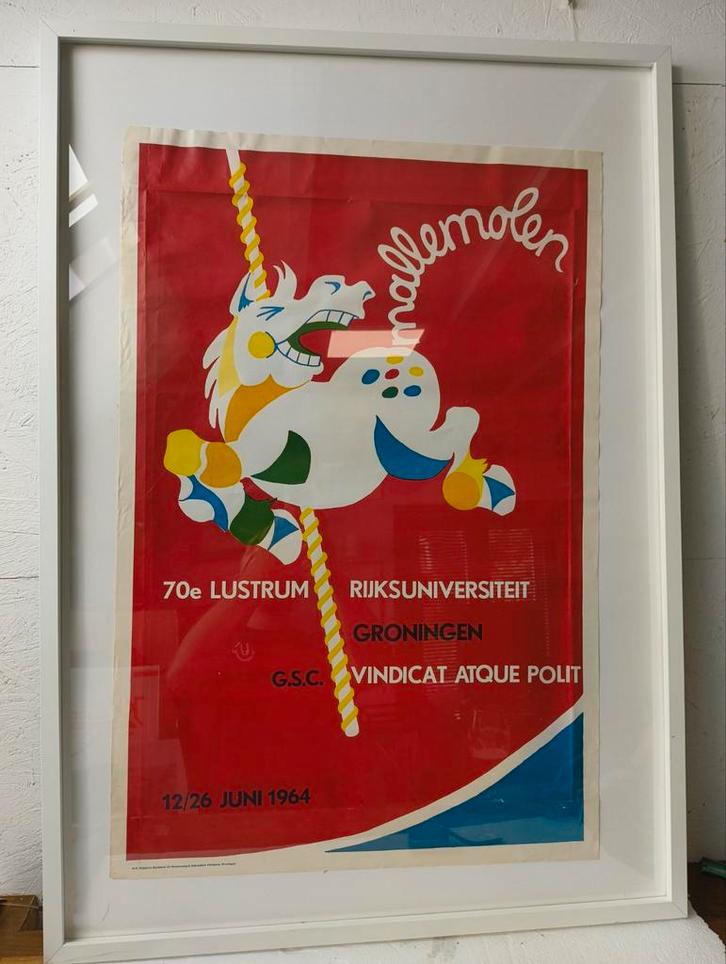 mallemolen
70e LUSTRUM RIJKSUNIVERSITEIT
GRONINGEN
G.S.C. VINDICAT ATQUE POLIT
12/26 JUNI 1964